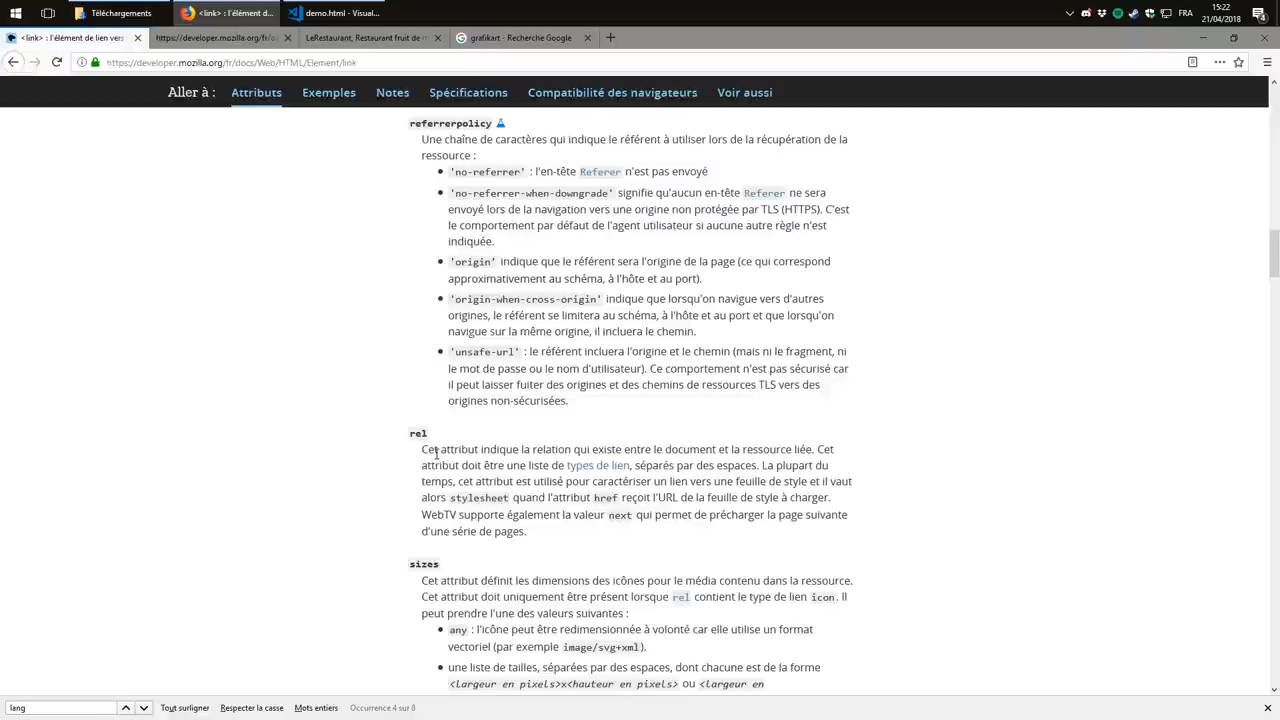 Téléchargements
<link> : l'élément d...
demo.html - Visual...
FRA
15:22
21/04/2018
<link> : l'élément de lien vers
https://developer.mozilla.org/fr/d
LeRestaurant, Restaurant fruit de m
grafikart - Recherche Google
https://developer.mozilla.org/fr/docs/Web/HTML/Element/link
Aller à : Attributs Exemples Notes Spécifications Compatibilité des navigateurs Voir aussi
referrerpolicy
Une chaîne de caractères qui indique le référent à utiliser lors de la récupération de la
ressource :
'no-referrer' : l'en-tête Referer n'est pas envoyé
'no-referrer-when-downgrade' signifie qu'aucun en-tête Referer ne sera
envoyé lors de la navigation vers une origine non protégée par TLS (HTTPS). C'est
le comportement par défaut de l'agent utilisateur si aucune autre règle n'est
indiquée.
'origin' indique que le référent sera l'origine de la page (ce qui correspond
approximativement au schéma, à l'hôte et au port).
'origin-when-cross-origin' indique que lorsqu'on navigue vers d'autres
origines, le référent se limitera au schéma, à l'hôte et au port et que lorsqu'on
navigue sur la même origine, il incluera le chemin.
'unsafe-url' : le référent incluera l'origine et le chemin (mais ni le fragment, ni
le mot de passe ou le nom d'utilisateur). Ce comportement n'est pas sécurisé car
il peut laisser fuiter des origines et des chemins de ressources TLS vers des
origines non-sécurisées.
rel
Cet attribut indique la relation qui existe entre le document et la ressource liée. Cet
attribut doit être une liste de types de lien, séparés par des espaces. La plupart du
temps, cet attribut est utilisé pour caractériser un lien vers une feuille de style et il vaut
alors stylesheet quand l'attribut href reçoit l'URL de la feuille de style à charger.
WebTV supporte également la valeur next qui permet de précharger la page suivante
d'une série de pages.
sizes
Cet attribut définit les dimensions des icônes pour le média contenu dans la ressource.
Cet attribut doit uniquement être présent lorsque rel contient le type de lien icon. Il
peut prendre l'une des valeurs suivantes :
any : l'icône peut être redimensionnée à volonté car elle utilise un format
vectoriel (par exemple image/svg+xml).
une liste de tailles, séparées par des espaces, dont chacune est de la forme
<largeur en pixels>x<hauteur en pixels> ou <largeur en
lang
Tout surligner Respecter la casse Mots entiers Occurrence 4 sur 8